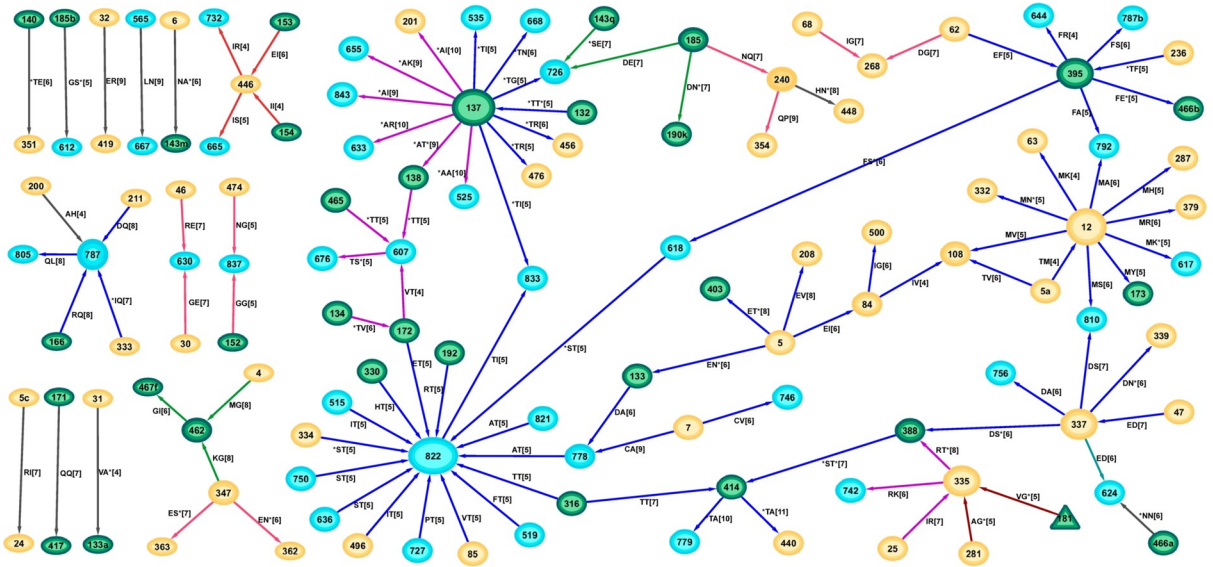 140
185b
32
565
6
732
153
IR[4]
EI[6]
446
*TE[6]
GS*[5]
ER[9]
LN[9]
NA*[6]
IS[5]
II[4]
154
351
612
419
667
143m
665
201
535
668
143q
*AI[10]
*TI[5]
*TN[6]
*SE[7]
655
*AK[9]
*TG[5]
726
DE[7]
185
843
*AI[9]
137
*TT*[5]
132
*AR[10]
*TR[6]
633
*AT*[9]
*TR[5]
456
*AA[10]
476
525
138
NQ[7]
DN*[7]
240
HN*[8]
448
QP[9]
190k
354
68
62
IG[7]
DG[7]
268
EF[5]
644
787b
FR[4]
FS[6]
236
*TF[5]
395
FE*[5]
466b
FA[5]
792
FS*[6]
200
211
AH[4]
DQ[8]
805
QL[8]
787
RQ[8]
*IQ[7]
166
333
46
474
RE[7]
NG[5]
630
837
GE[7]
GG[5]
30
152
465
*TT[5]
*TT[5]
*TI[5]
607
676
TS*[5]
VT[4]
833
134
*TV[6]
172
618
*ST[5]
TI[5]
63
287
MK[4]
MA[6]
MH[5]
332
MN*[5]
379
MR[6]
12
MV[5]
MK*[5]
617
108
TV[6]
TM[4]
MY[5]
5a
MS[6]
173
810
500
208
IG[6]
403
EV[8]
IV[4]
84
ET*[8]
EI[6]
5
EN*[6]
133
DA[6]
5c
171
31
RI[7]
QQ[7]
VA*[4]
24
417
133a
467f
4
GI[6]
MG[8]
462
KG[8]
347
ES*[7]
EN*[6]
363
362
330
192
ET[5]
RT[5]
HT[5]
515
IT[5]
821
AT[5]
334
*ST[5]
822
AT[5]
778
CA[9]
7
CV[6]
746
750
ST[5]
TT[5]
316
636
ST[5]
IT[5]
PT[5]
VT[5]
FT[5]
519
496
727
85
TT[7]
414
*ST*[7]
TA[10]
*TA[11]
779
440
756
DA[6]
DS[7]
DN*[6]
339
47
ED[7]
337
DS*[6]
388
ED[6]
624
*NN[6]
466a
RT*[8]
742
RK[6]
335
VG*[5]
181
IR[7]
AG*[5]
25
281